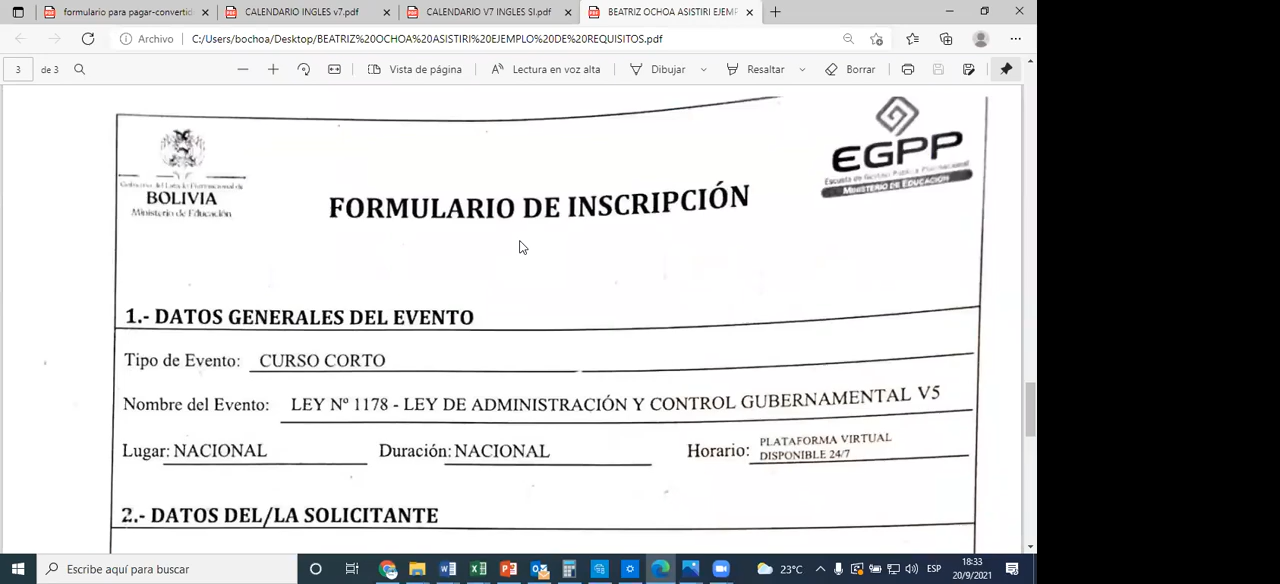 formulario para pagar-convertid
CALENDARIO INGLES v7.pdf
CALENDARIO V7 INGLES SI.pdf
BEATRIZ OCHOA ASISTIRI EJEMP
Archivo C:/Users/bochoa/Desktop/BEATRIZ%20OCHOA%20ASISTIRI%20EJEMPLO%20DE%20REQUISITOS.pdf
3 de 3 Vista de página Lectura en voz alta Dibujar Resaltar Borrar
BOLIVIA
Ministerio de Educación
EGPP
Escuela de Gestión Pública Plurinacional
MINISTERIO DE EDUCACIÓN
FORMULARIO DE INSCRIPCIÓN
1.- DATOS GENERALES DEL EVENTO
Tipo de Evento: CURSO CORTO
Nombre del Evento: LEY Nº 1178 - LEY DE ADMINISTRACIÓN Y CONTROL GUBERNAMENTAL V5
Lugar: NACIONAL Duración: NACIONAL Horario: PLATAFORMA VIRTUAL
DISPONIBLE 24/7
2.- DATOS DEL/LA SOLICITANTE
Escribe aquí para buscar
23°C ESP 18:33
20/9/2021